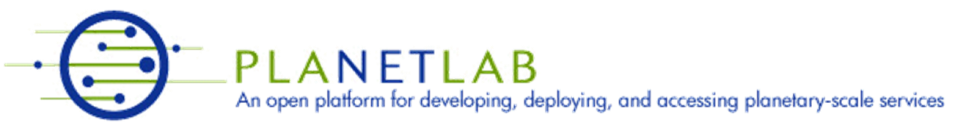 PLANETLAB
An open platform for developing, deploying, and accessing planetary-scale services